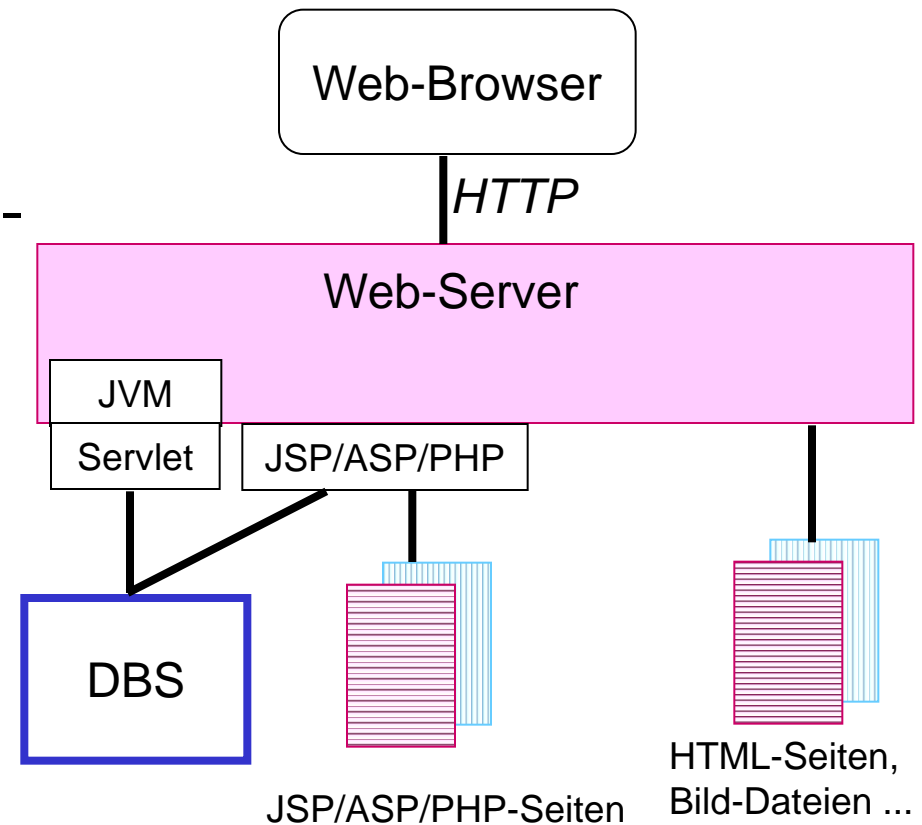 Web-Browser
HTTP
-
Web-Server
JVM
Servlet
JSP/ASP/PHP
DBS
JSP/ASP/PHP-Seiten
HTML-Seiten,
Bild-Dateien ...